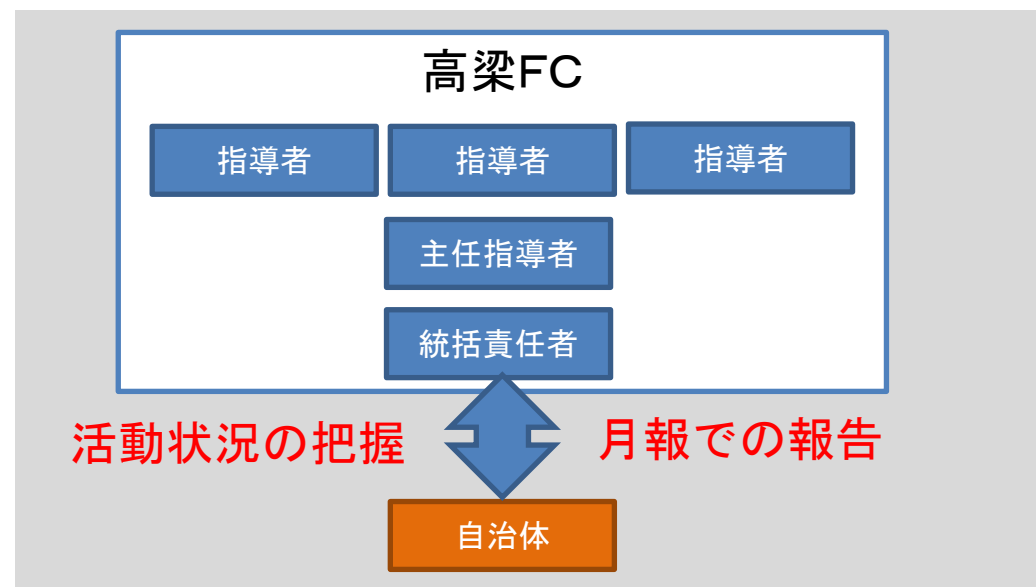 高梁FC
指導者
指導者
指導者
主任指導者
統括責任者
活動状況の把握
月報での報告
自治体